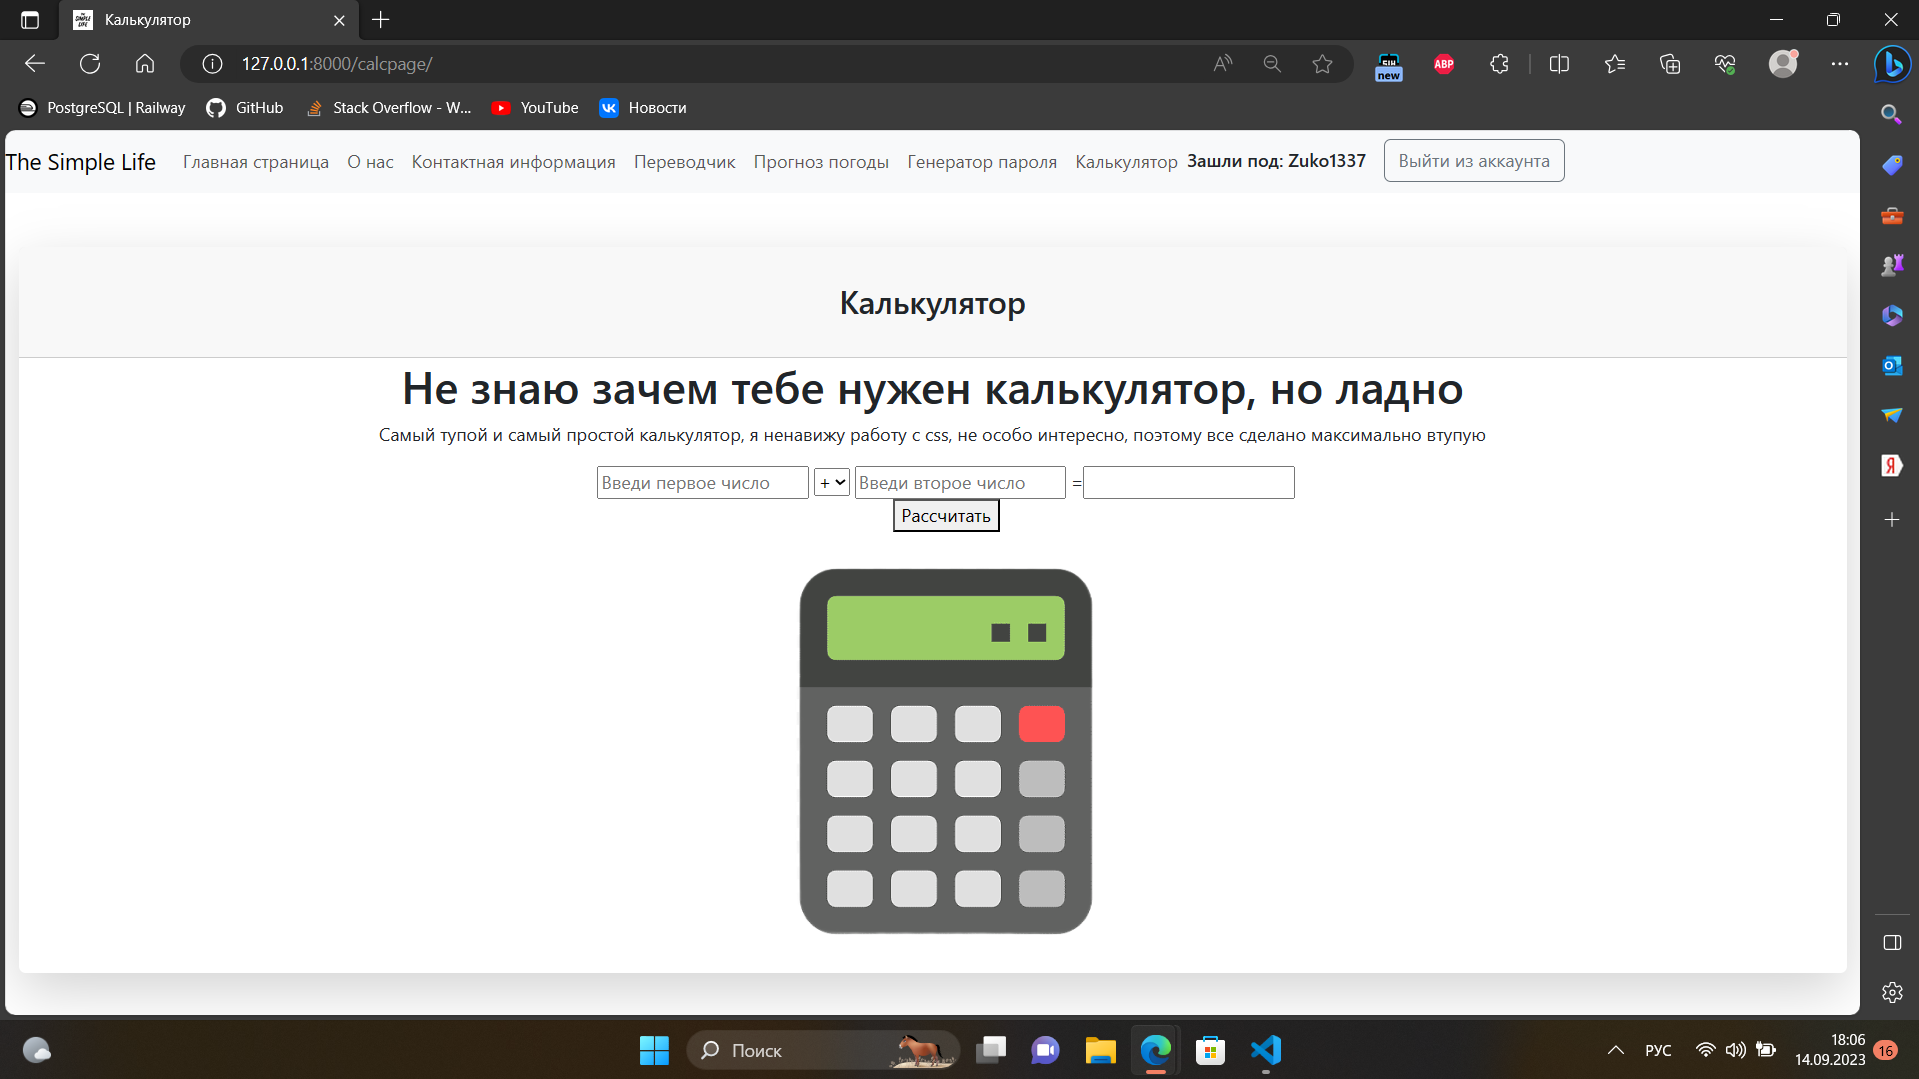 Калькулятор
127.0.0.1:8000/calcpage/
new
ABP
PostgreSQL | Railway GitHub Stack Overflow - W... YouTube Новости
The Simple Life Главная страница О нас Контактная информация Переводчик Прогноз погоды Генератор пароля Калькулятор Зашли под: Zuko1337 Выйти из аккаунта
Калькулятор
Не знаю зачем тебе нужен калькулятор, но ладно
Самый тупой и самый простой калькулятор, я ненавижу работу с css, не особо интересно, поэтому все сделано максимально втупую
Введи первое число + Введи второе число =
Рассчитать
Поиск
РУС
18:06
14.09.2023
16